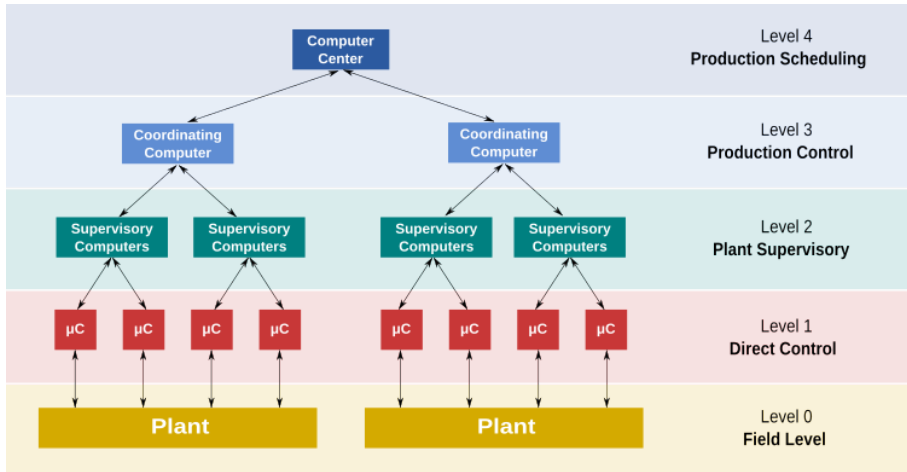 Computer
Center
Level 4
Production Scheduling
Coordinating
Computer
Coordinating
Computer
Level 3
Production Control
Supervisory
Computers
Supervisory
Computers
Supervisory
Computers
Supervisory
Computers
Level 2
Plant Supervisory
µC
µC
µC
µC
µC
µC
µC
µC
Level 1
Direct Control
Plant
Plant
Level 0
Field Level